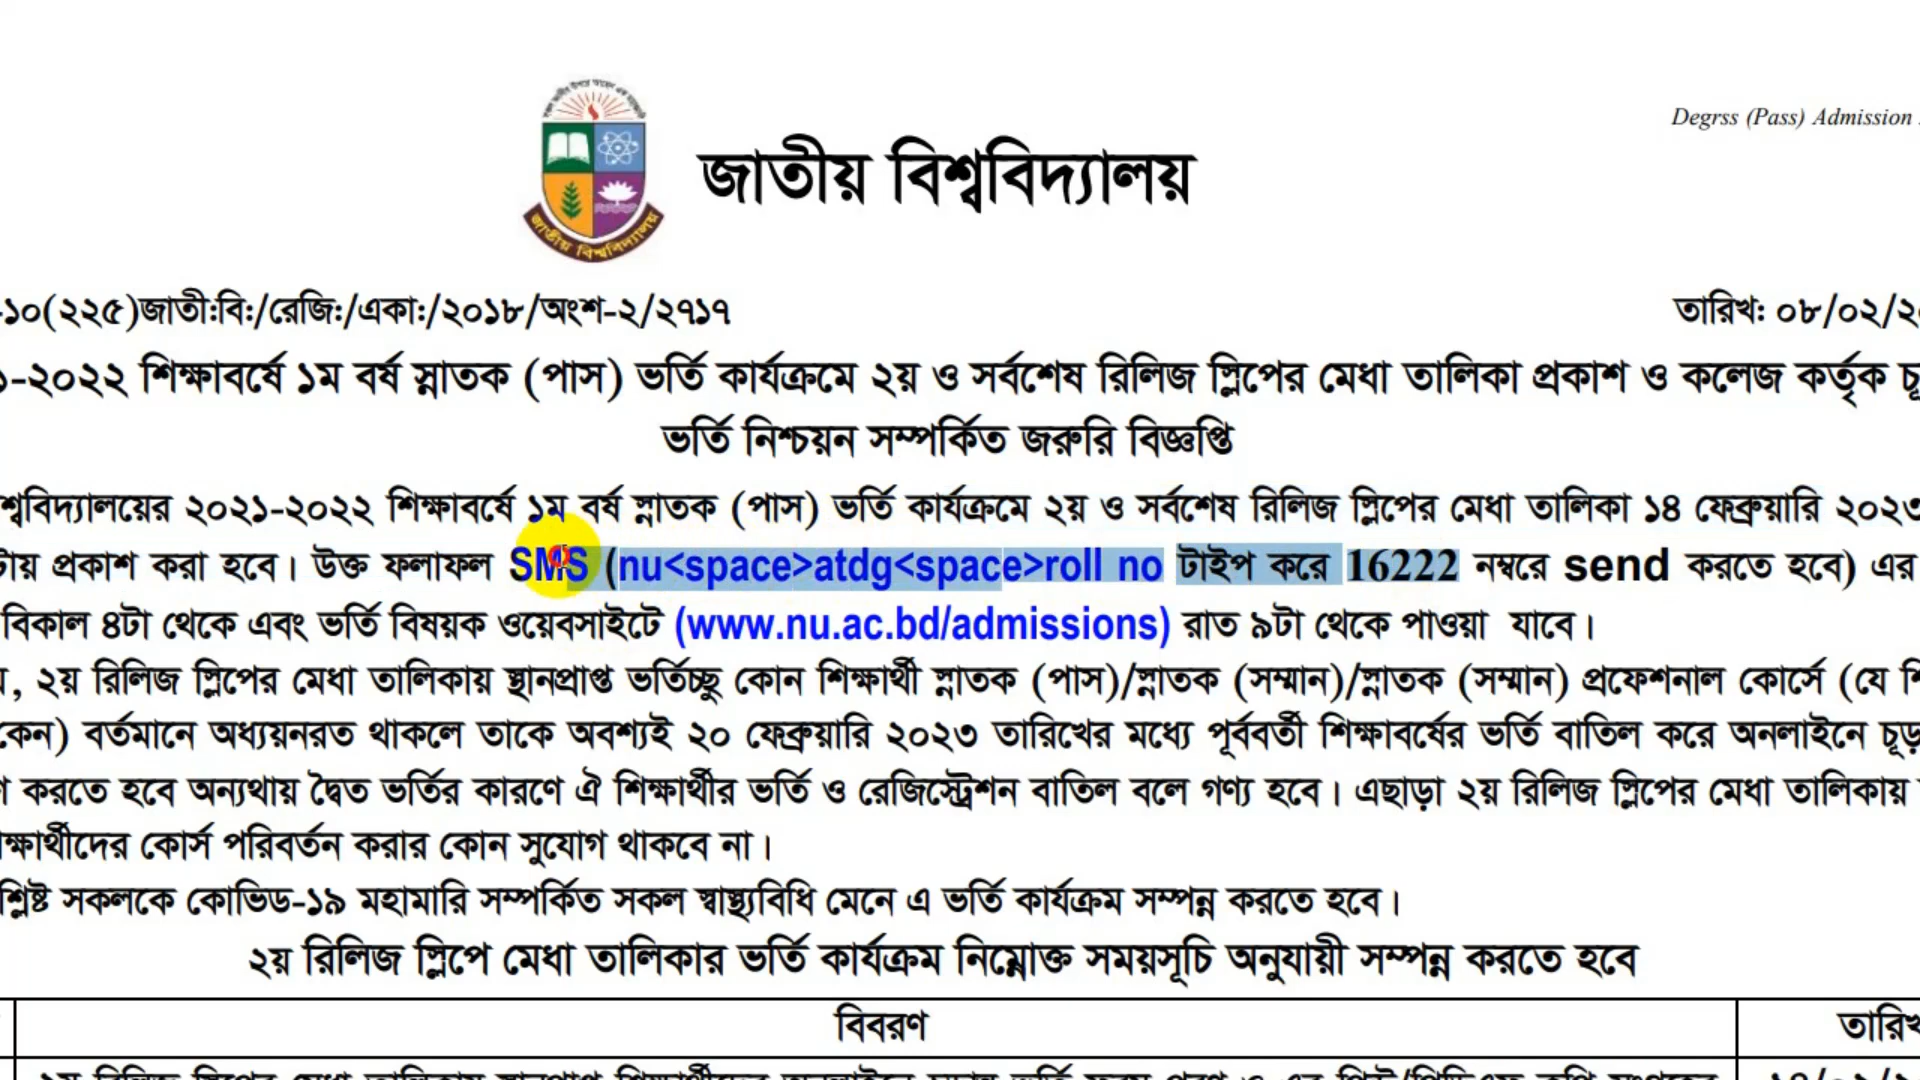 জাতীয় বিশ্ববিদ্যালয়
Degrss (Pass) Admission
জাতীয় বিশ্ববিদ্যালয়
-১০(২২৫)জাতী:বি:/রেজি:/একা:/২০১৮/অংশ-২/২৭১৭
তারিখ: ০৮/০২/২
-২০২২ শিক্ষাবর্ষে ১ম বর্ষ স্নাতক (পাস) ভর্তি কার্যক্রমে ২য় ও সর্বশেষ রিলিজ স্লিপের মেধা তালিকা প্রকাশ ও কলেজ কর্তৃক
ভর্তি নিশ্চয়ন সম্পর্কিত জরুরি বিজ্ঞপ্তি
শ্ববিদ্যালয়ের ২০২১-২০২২ শিক্ষাবর্ষে ১ম বর্ষ স্নাতক (পাস) ভর্তি কার্যক্রমে ২য় ও সর্বশেষ রিলিজ স্লিপের মেধা তালিকা ১৪ ফেব্রুয়ারি ২০২৩
টায় প্রকাশ করা হবে। উক্ত ফলাফল SMS (nu<space>atdg<space>roll no টাইপ করে 16222 নম্বরে send করতে হবে) এর
বিকাল ৪টা থেকে এবং ভর্তি বিষয়ক ওয়েবসাইটে (www.nu.ac.bd/admissions) রাত ৯টা থেকে পাওয়া যাবে।
, ২য় রিলিজ স্লিপের মেধা তালিকায় স্থানপ্রাপ্ত ভর্তিচ্ছু কোন শিক্ষার্থী স্নাতক (পাস)/স্নাতক (সম্মান)/স্নাতক (সম্মান) প্রফেশনাল কোর্সে (যে
কেন) বর্তমানে অধ্যয়নরত থাকলে তাকে অবশ্যই ২০ ফেব্রুয়ারি ২০২৩ তারিখের মধ্যে পূর্ববর্তী শিক্ষাবর্ষের ভর্তি বাতিল করে অনলাইনে চূড়
করতে হবে অন্যথায় দ্বৈত ভর্তির কারণে ঐ শিক্ষার্থীর ভর্তি ও রেজিস্ট্রেশন বাতিল বলে গণ্য হবে। এছাড়া ২য় রিলিজ স্লিপের মেধা তালিকায়
ক্ষার্থীদের কোর্স পরিবর্তন করার কোন সুযোগ থাকবে না।
শ্লিষ্ট সকলকে কোভিড-১৯ মহামারি সম্পর্কিত সকল স্বাস্থ্যবিধি মেনে এ ভর্তি কার্যক্রম সম্পন্ন করতে হবে।
২য় রিলিজ স্লিপে মেধা তালিকার ভর্তি কার্যক্রম নিম্নোক্ত সময়সূচি অনুযায়ী সম্পন্ন করতে হবে
বিবরণ
তারিখ